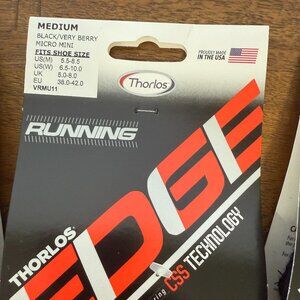 MEDIUM
BLACK/VERY BERRY
MICRO MINI
FITS SHOE SIZE
US(M) 5.5-8.5
US(W) 6.5-10.0
UK 5.0-8.0
EU 38.0-42.0
VRMU11
Thorlos
PROUDLY MADE
IN THE USA
RUNNING
THORLOS
EDGE
CSS TECHNOLOGY